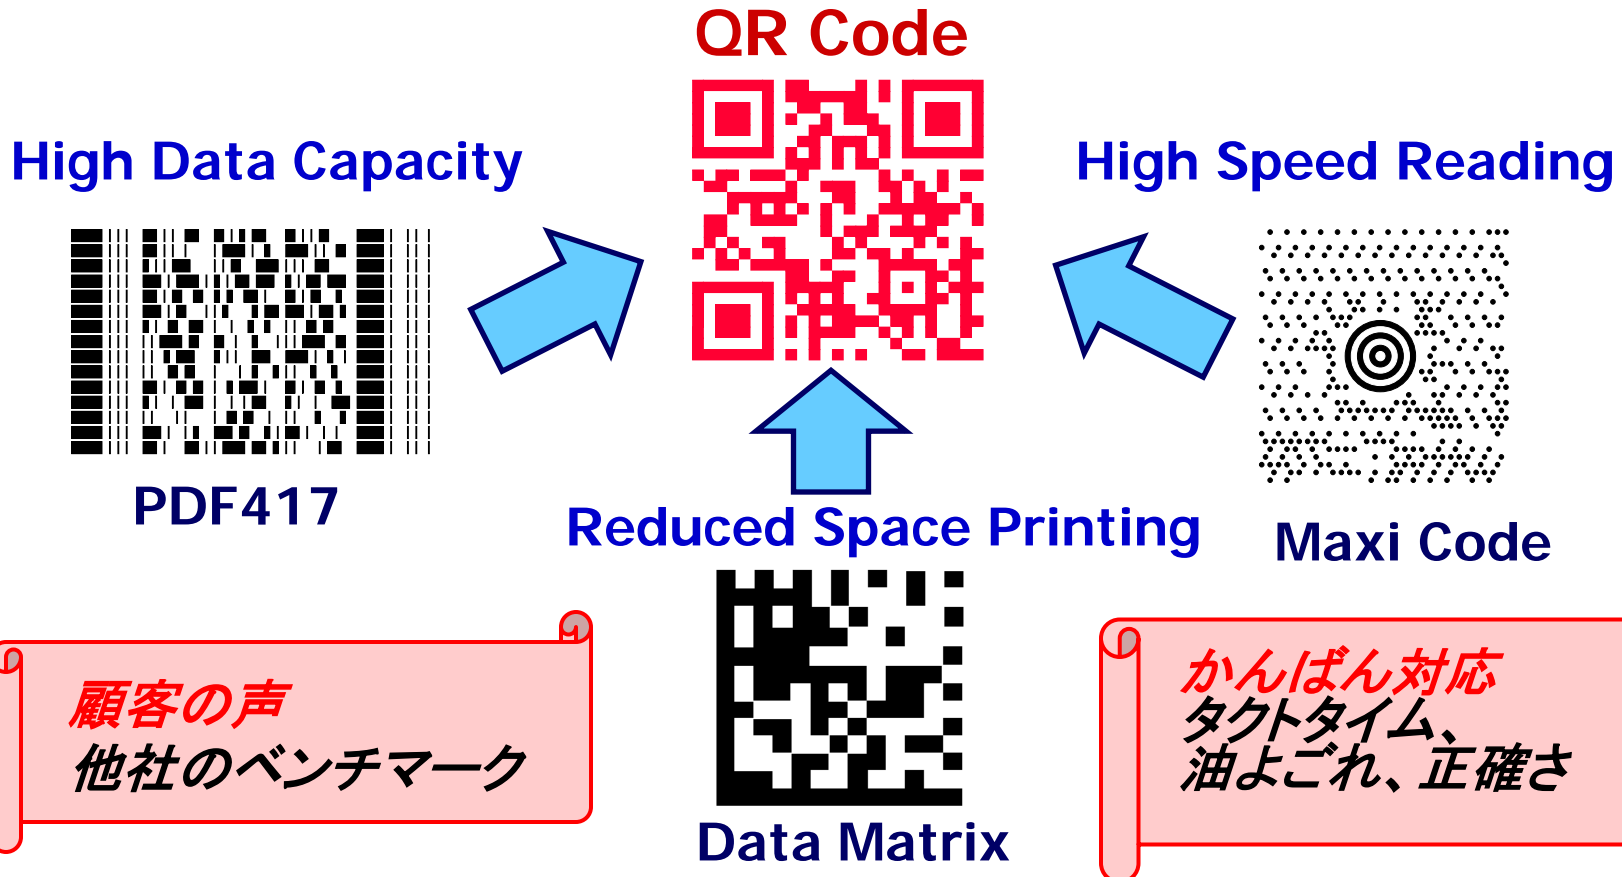 QR Code
High Data Capacity
High Speed Reading
PDF417
Reduced Space Printing
Maxi Code
顧客の声
他社のベンチマーク
かんばん対応
タクトタイム、
油よごれ、正確さ
Data Matrix